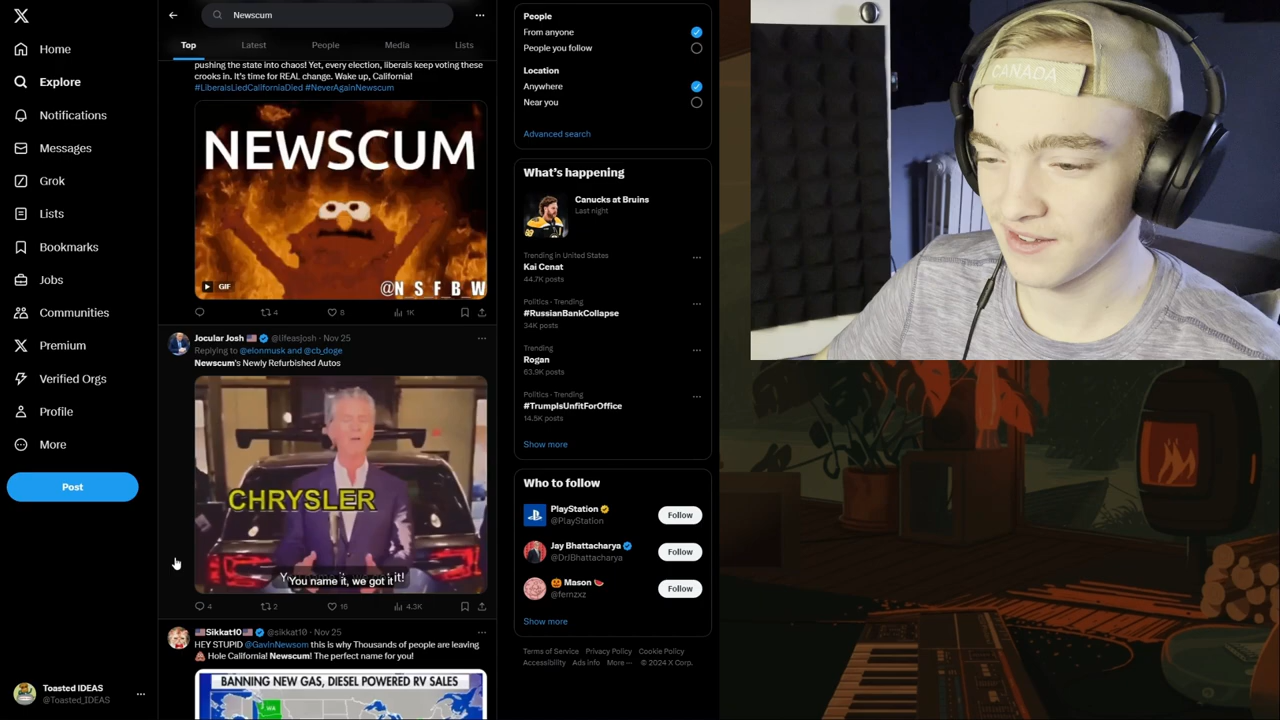 Newscum
Top
Latest
People
Media
Lists
Home
Explore
Notifications
Messages
Grok
Lists
Bookmarks
Jobs
Communities
Premium
Verified Orgs
Profile
More
Post
Toasted IDEAS
@Toasted_IDEAS
pushing the state into chaos! Yet, every election, liberals keep voting these
crooks in. It's time for REAL change. Wake up, California!
#LiberalsLiedCaliforniaDied #NeverAgainNewscum
NEWSCUM
GIF
@N_S_F_B_W
4
8
1K
Jocular Josh @lifeasjosh · Nov 25
Replying to @elonmusk and @cb_doge
Newscum's Newly Refurbished Autos
CHRYSLER
You name it, we got it!
4
2
16
4.3K
Sikkat10 @sikkat10 · Nov 25
HEY STUPID @GavinNewsom this is why Thousands of people are leaving
💩 Hole California! Newscum! The perfect name for you!
BANNING NEW GAS, DIESEL POWERED RV SALES
WA
People
From anyone
People you follow
Location
Anywhere
Near you
Advanced search
What's happening
Canucks at Bruins
Last night
Trending in United States
Kai Cenat
44.7K posts
Politics · Trending
#RussianBankCollapse
34K posts
Trending
Rogan
63.9K posts
Politics · Trending
#TrumpIsUnfitForOffice
14.5K posts
Show more
Who to follow
PlayStation
@PlayStation
Follow
Jay Bhattacharya
@DrJBhattacharya
Follow
🎃 Mason 🍉
@fernzxz
Follow
Show more
Terms of Service Privacy Policy Cookie Policy
Accessibility Ads info More ··· © 2024 X Corp.
CANADA